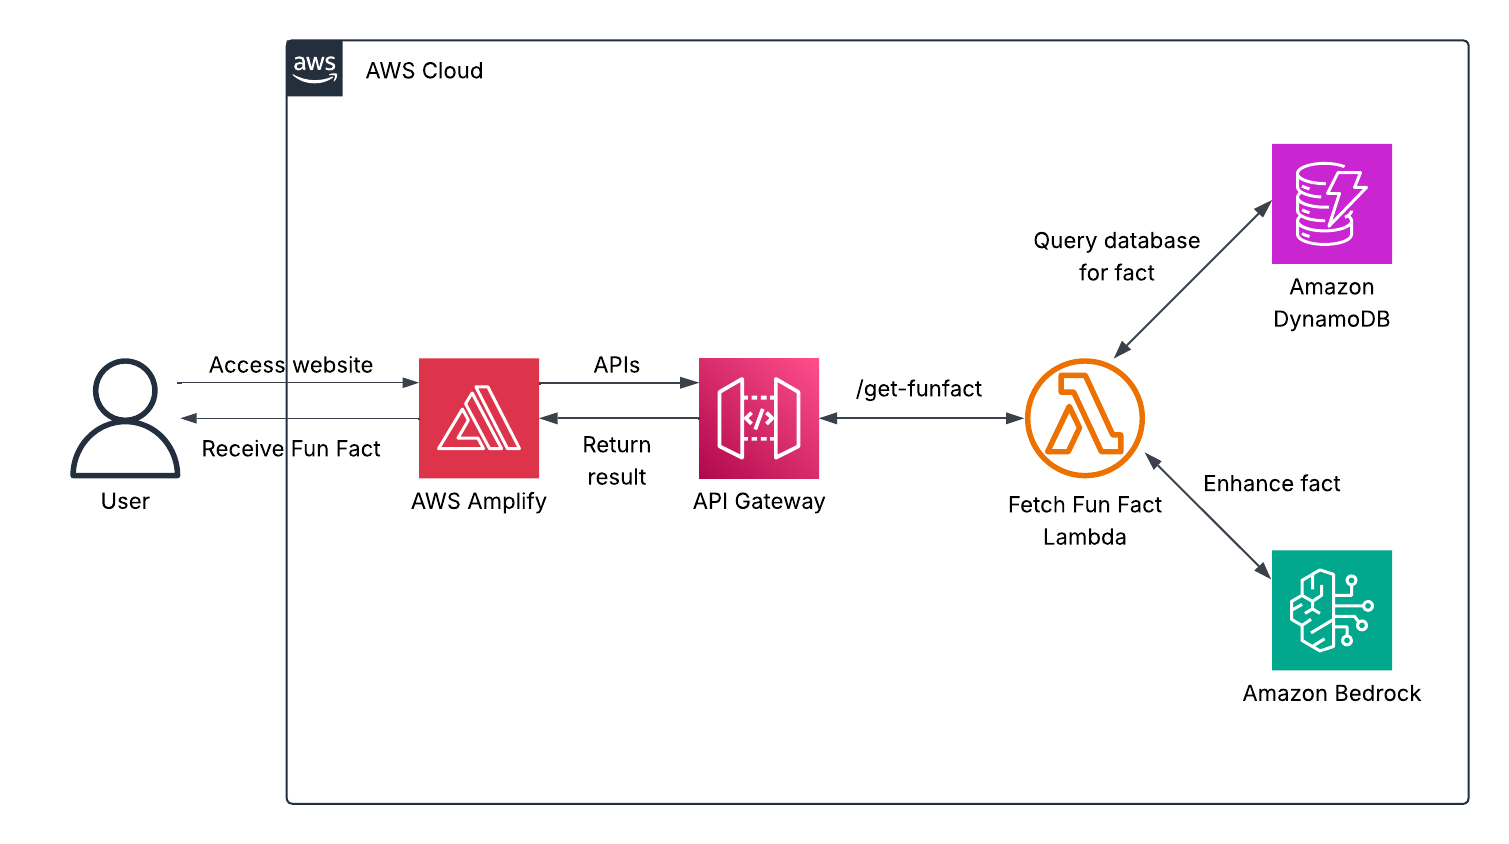 aws
AWS Cloud
Query database
for fact
Amazon
DynamoDB
Access website
APIs
/get-funfact
Receive Fun Fact
Return
result
User
AWS Amplify
API Gateway
Fetch Fun Fact
Lambda
Enhance fact
Amazon Bedrock